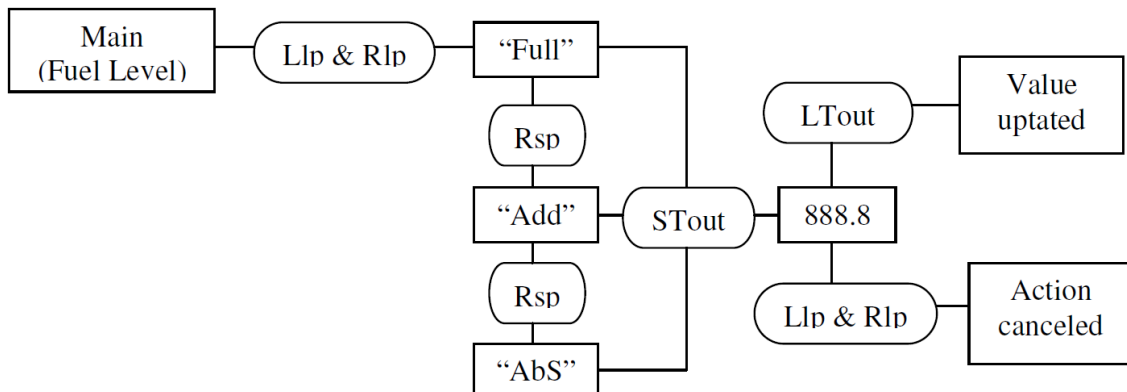 Main
(Fuel Level)
Llp & Rlp
“Full”
Rsp
LTout
Value
uptated
“Add”
STout
888.8
Rsp
Llp & Rlp
Action
canceled
“AbS”